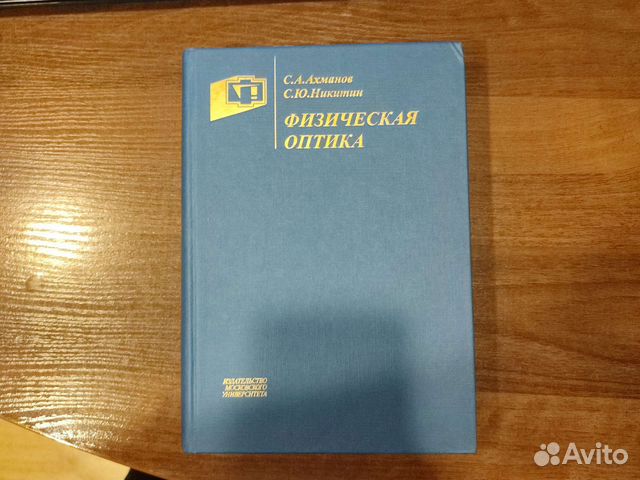 С.А.Ахманов
С.Ю.Никитин
ФИЗИЧЕСКАЯ
ОПТИКА
ИЗДАТЕЛЬСТВО
МОСКОВСКОГО
УНИВЕРСИТЕТА
Avito